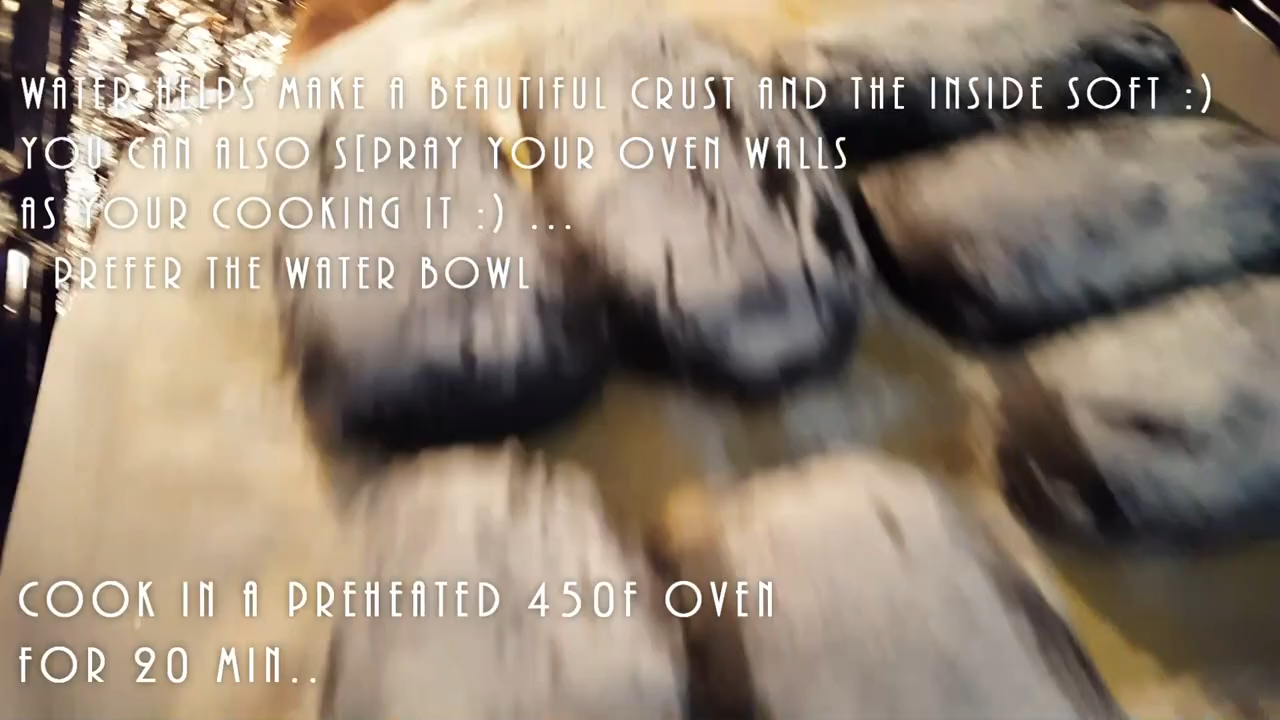 WATER HELPS MAKE A BEAUTIFUL CRUST AND THE INSIDE SOFT :)
YOU CAN ALSO S[PRAY YOUR OVEN WALLS
AS YOUR COOKING IT :) ...
I PREFER THE WATER BOWL
COOK IN A PREHEATED 450F OVEN
FOR 20 MIN..